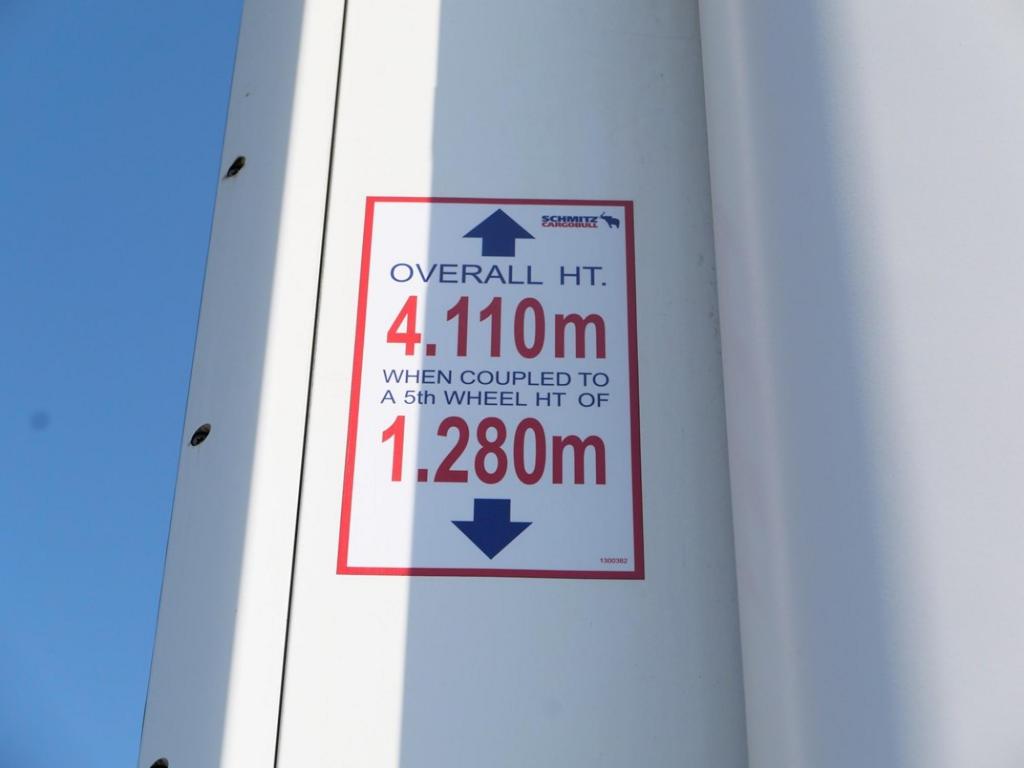 SCHMITZ
CARGOBULL
OVERALL HT.
4.110m
WHEN COUPLED TO
A 5th WHEEL HT OF
1.280m
1300382